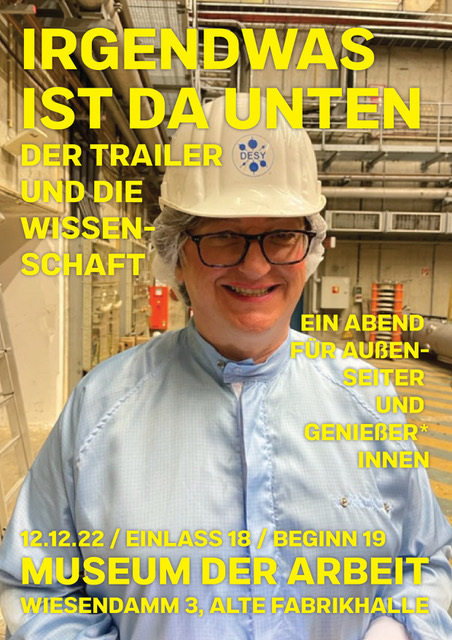 IRGENDWAS
IST DA UNTEN
DER TRAILER
UND DIE
WISSEN-
SCHAFT
DESY
EIN ABEND
FÜR AUßEN-
SEITER
UND
GENIEßER*
INNEN
12.12.22 / EINLASS 18 / BEGINN 19
MUSEUM DER ARBEIT
WIESENDAMM 3, ALTE FABRIKHALLE